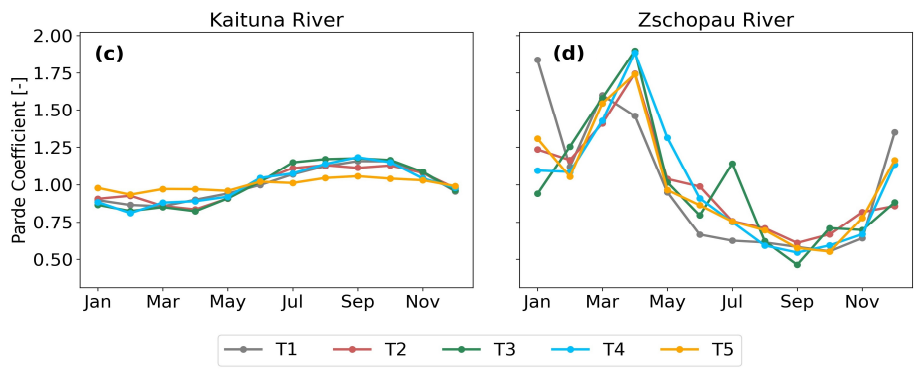 Kaituna River
Zschopau River
(c)
(d)
Parde Coefficient [-]
2.00
1.75
1.50
1.25
1.00
0.75
0.50
Jan Mar May Jul Sep Nov
Jan Mar May Jul Sep Nov
T1 T2 T3 T4 T5